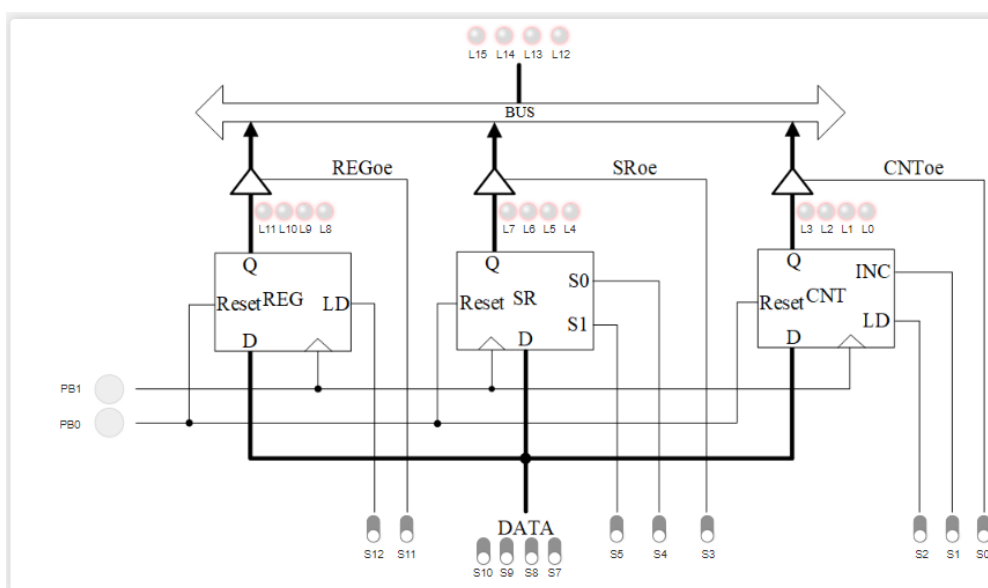 L15 L14 L13 L12
BUS
REGoe SRoe CNToe
L11 L10 L9 L8 L7 L6 L5 L4 L3 L2 L1 L0
Q Q Q
S0 INC
Reset REG LD Reset SR Reset CNT
S1 LD
D D D
PB1
PB0
DATA
S12 S11 S10 S9 S8 S7 S5 S4 S3 S2 S1 S0